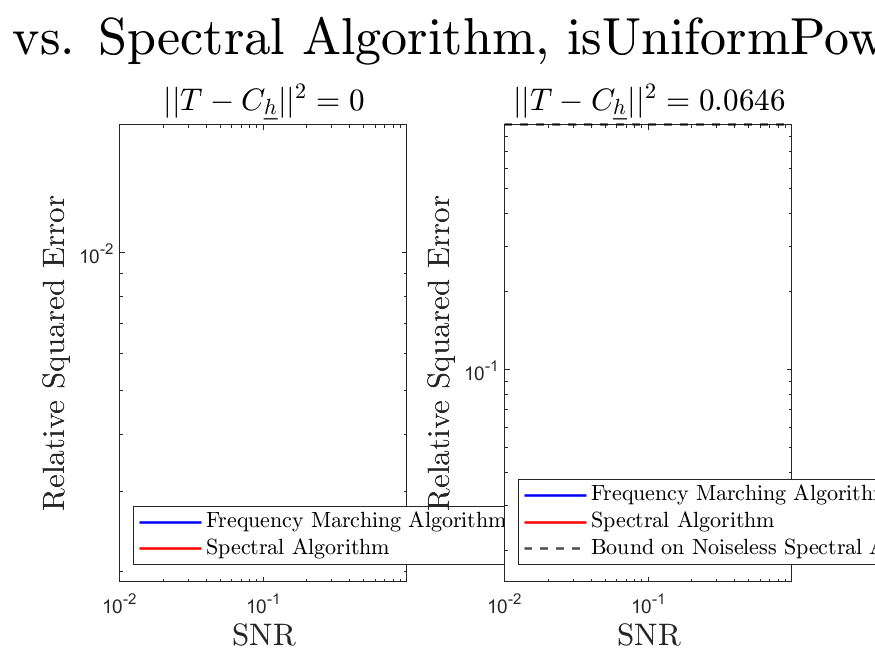 vs. Spectral Algorithm, isUniformPow
||T − C_h||^2 = 0
||T − C_h||^2 = 0.0646
Relative Squared Error
10^-2
Frequency Marching Algorithm
Spectral Algorithm
10^-2
10^-1
SNR
Relative Squared Error
10^-1
Frequency Marching Algorith
Spectral Algorithm
Bound on Noiseless Spectral A
10^-2
10^-1
SNR